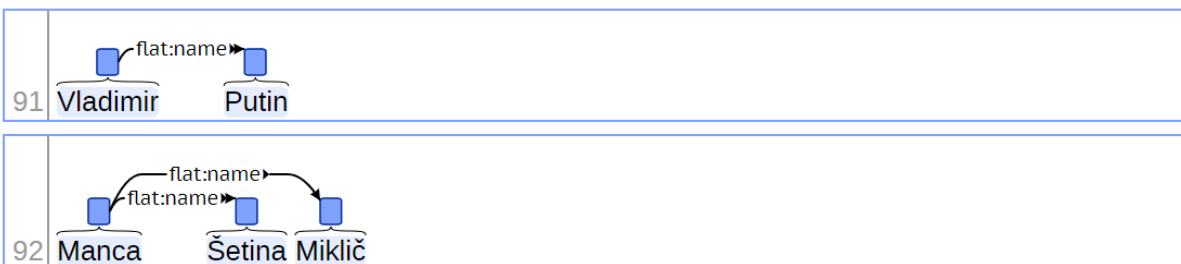 flat:name
91 Vladimir Putin
flat:name
flat:name
92 Manca Šetina Miklič